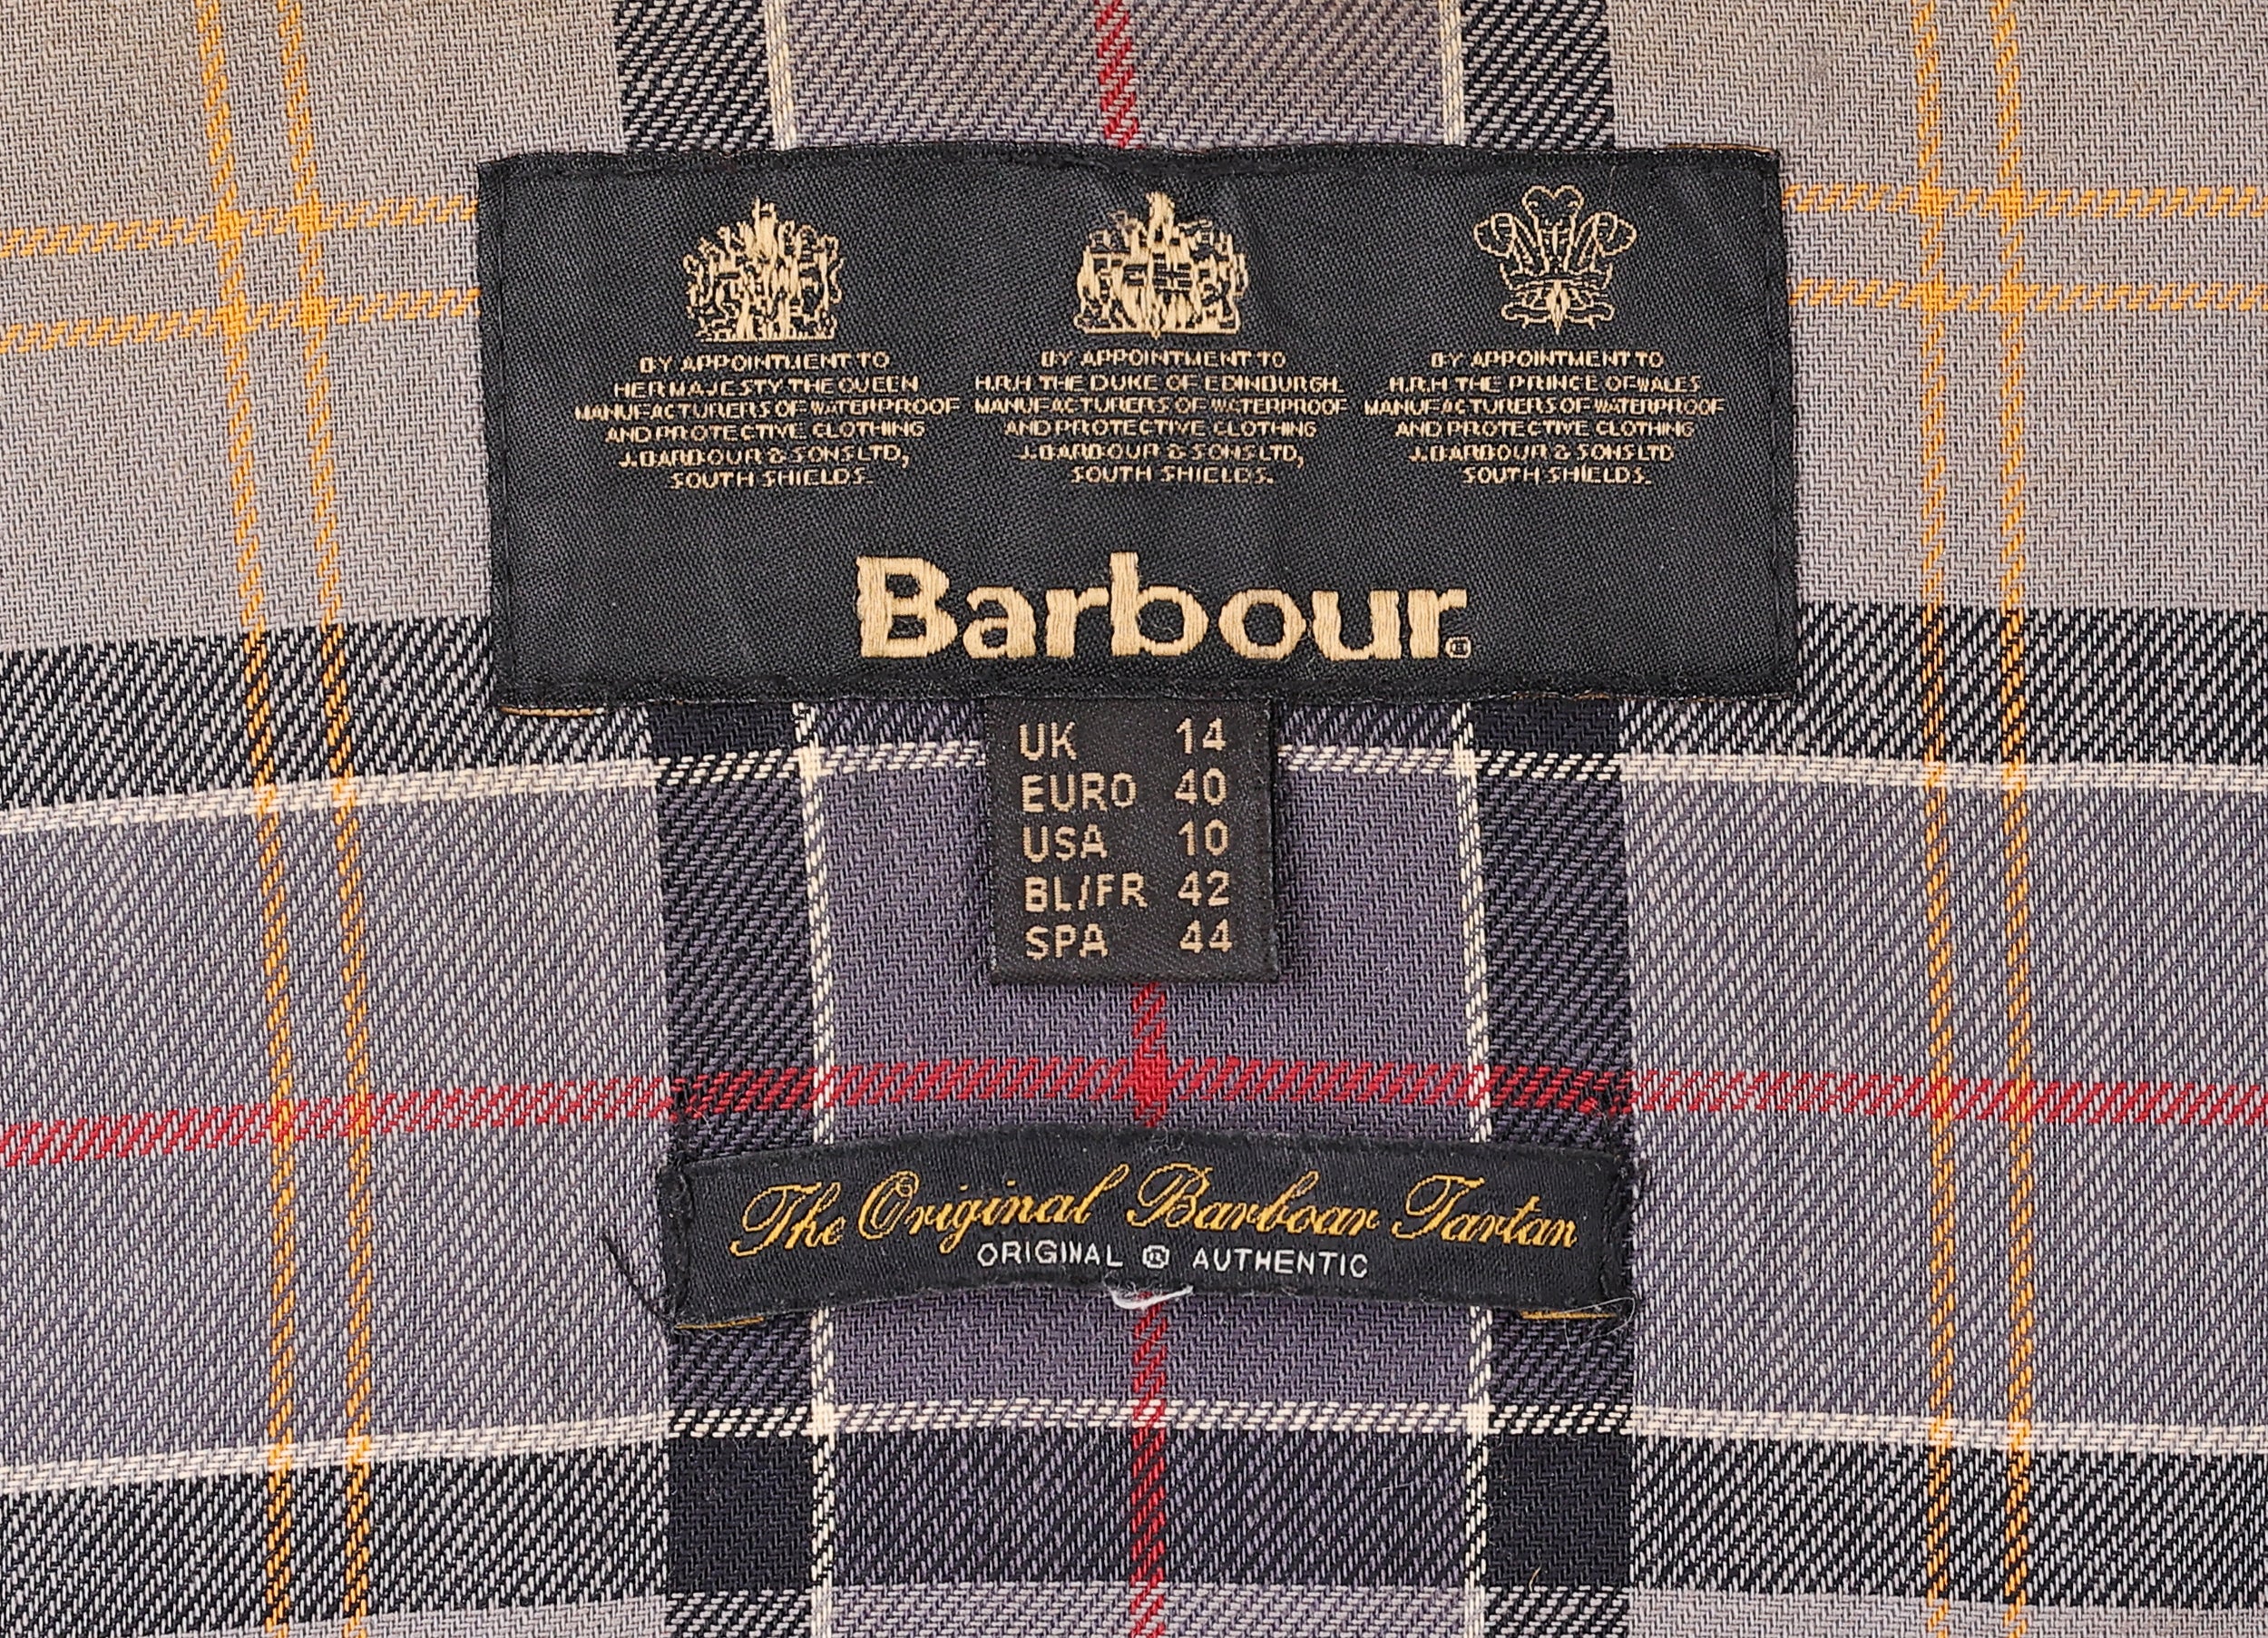 BY APPOINTMENT TO
HER MAJESTY THE QUEEN
MANUFACTURERS OF WATERPROOF
AND PROTECTIVE CLOTHING
J.BARBOUR & SONS LTD,
SOUTH SHIELDS.
BY APPOINTMENT TO
H.R.H THE DUKE OF EDINBURGH.
MANUFACTURERS OF WATERPROOF
AND PROTECTIVE CLOTHING
J.BARBOUR & SONS LTD,
SOUTH SHIELDS.
BY APPOINTMENT TO
H.R.H THE PRINCE OF WALES
MANUFACTURERS OF WATERPROOF
AND PROTECTIVE CLOTHING
J.BARBOUR & SONS LTD
SOUTH SHIELDS.
Barbour®
UK 14
EURO 40
USA 10
BL/FR 42
SPA 44
The Original Barbour Tartan
ORIGINAL ® AUTHENTIC